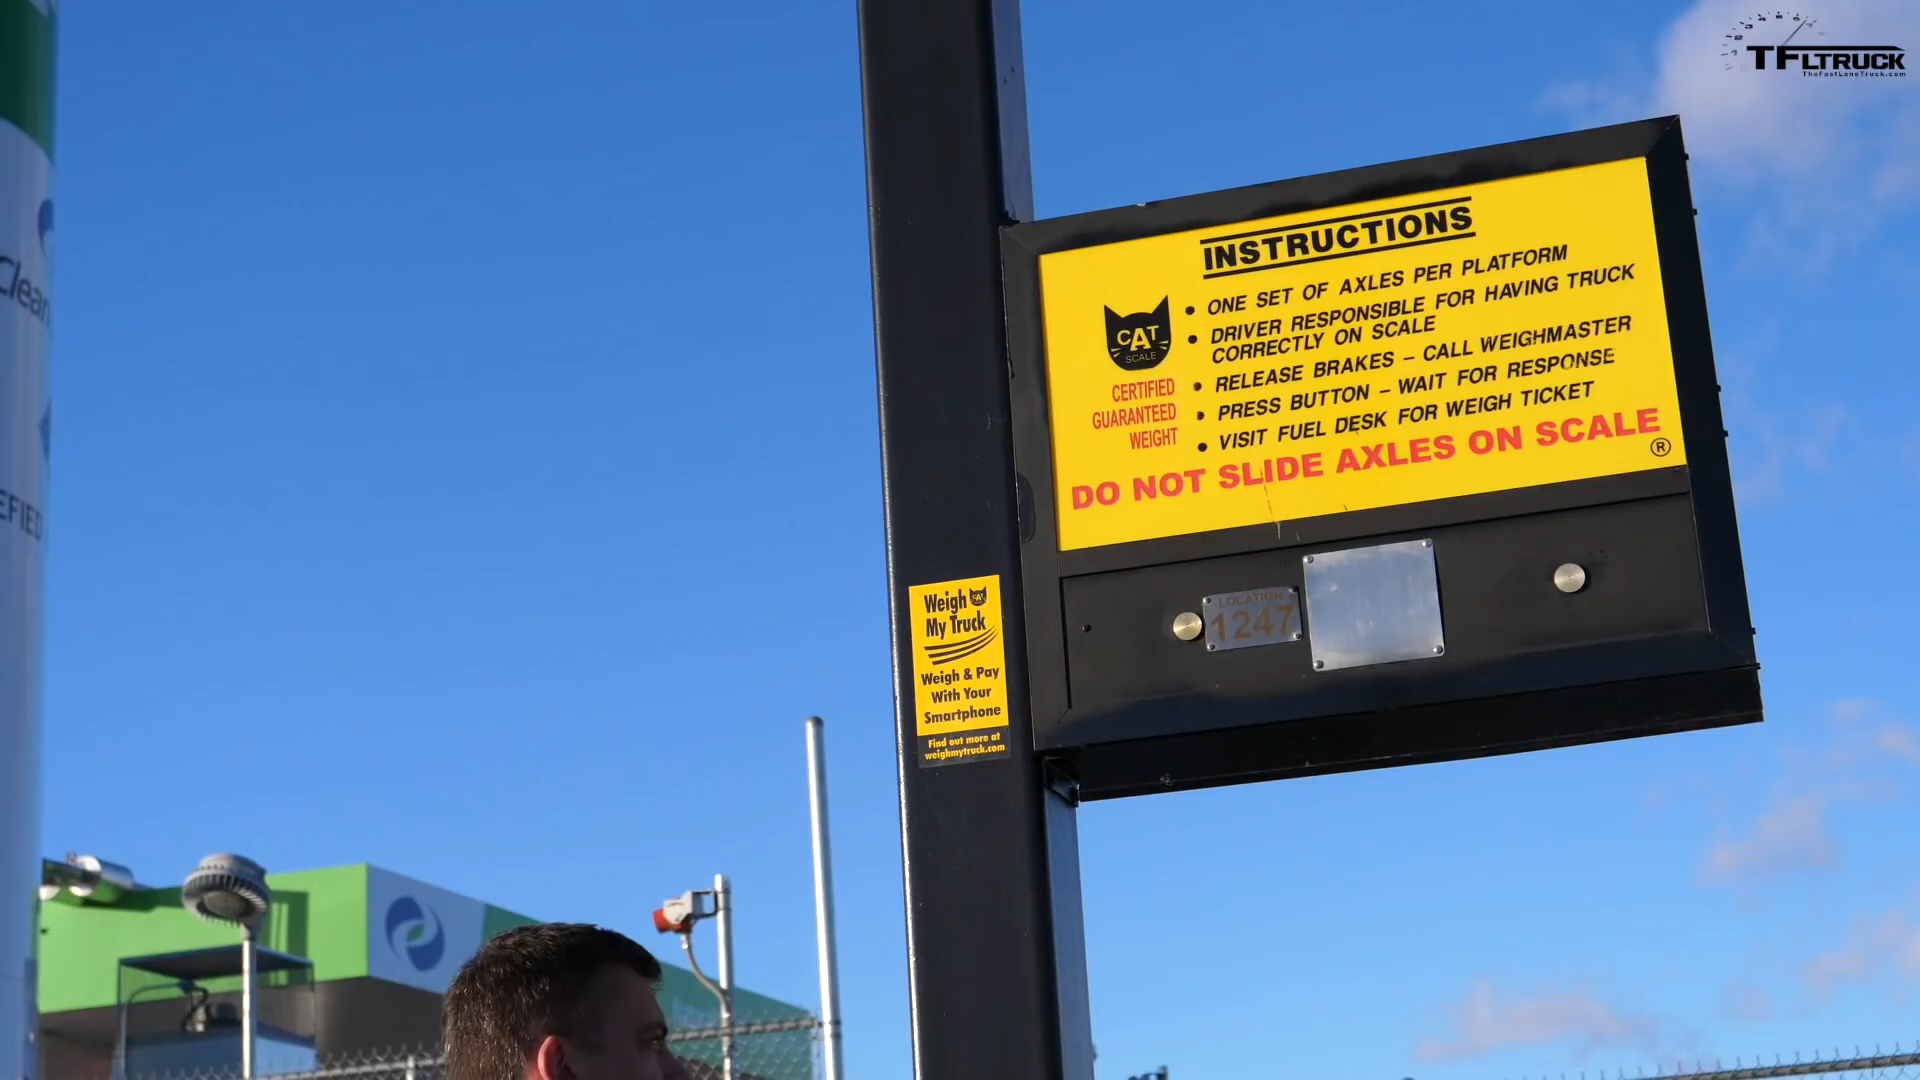 TFLTRUCK
TheFastLaneTruck.com
INSTRUCTIONS
• ONE SET OF AXLES PER PLATFORM
• DRIVER RESPONSIBLE FOR HAVING TRUCK
CORRECTLY ON SCALE
• RELEASE BRAKES – CALL WEIGHMASTER
• PRESS BUTTON – WAIT FOR RESPONSE
• VISIT FUEL DESK FOR WEIGH TICKET
CAT
SCALE
CERTIFIED
GUARANTEED
WEIGHT
DO NOT SLIDE AXLES ON SCALE
®
LOCATION
1247
Weigh CAT
My Truck
Weigh & Pay
With Your
Smartphone
Find out more at
weighmytruck.com
Clean
EFIED